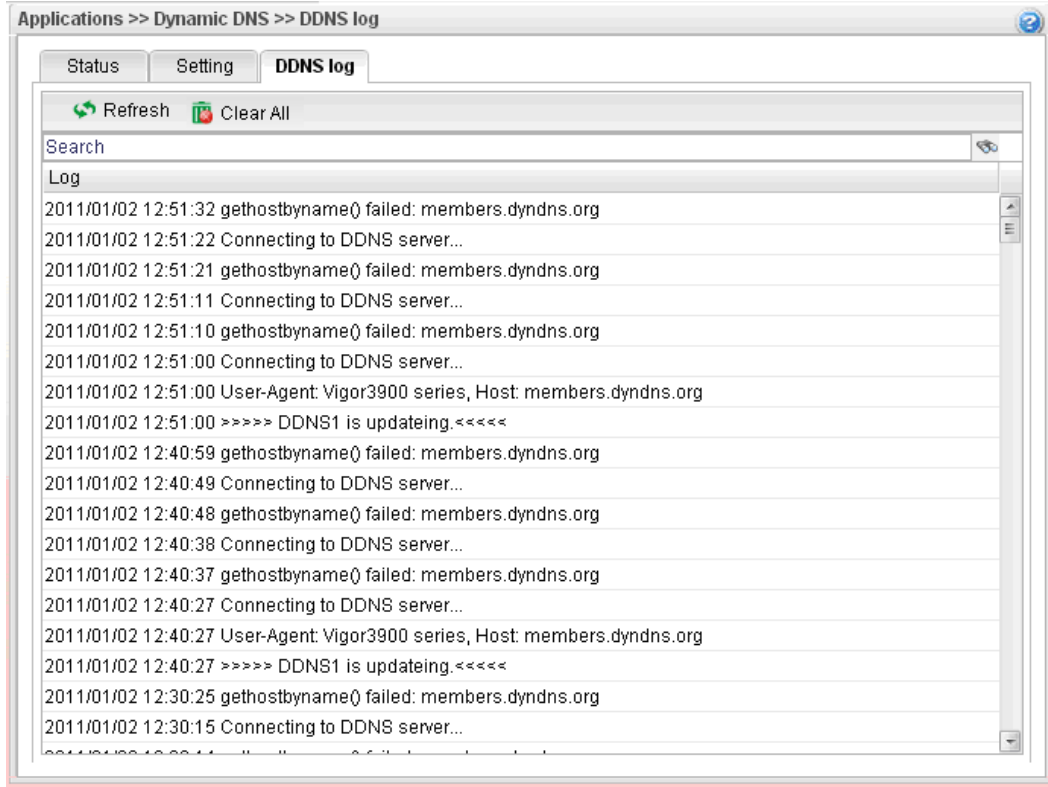 Applications >> Dynamic DNS >> DDNS log
Status Setting DDNS log
Refresh Clear All
Search
Log
2011/01/02 12:51:32 gethostbyname() failed: members.dyndns.org
2011/01/02 12:51:22 Connecting to DDNS server...
2011/01/02 12:51:21 gethostbyname() failed: members.dyndns.org
2011/01/02 12:51:11 Connecting to DDNS server...
2011/01/02 12:51:10 gethostbyname() failed: members.dyndns.org
2011/01/02 12:51:00 Connecting to DDNS server...
2011/01/02 12:51:00 User-Agent: Vigor3900 series, Host: members.dyndns.org
2011/01/02 12:51:00 >>>>> DDNS1 is updateing.<<<<<
2011/01/02 12:40:59 gethostbyname() failed: members.dyndns.org
2011/01/02 12:40:49 Connecting to DDNS server...
2011/01/02 12:40:48 gethostbyname() failed: members.dyndns.org
2011/01/02 12:40:38 Connecting to DDNS server...
2011/01/02 12:40:37 gethostbyname() failed: members.dyndns.org
2011/01/02 12:40:27 Connecting to DDNS server...
2011/01/02 12:40:27 User-Agent: Vigor3900 series, Host: members.dyndns.org
2011/01/02 12:40:27 >>>>> DDNS1 is updateing.<<<<<
2011/01/02 12:30:25 gethostbyname() failed: members.dyndns.org
2011/01/02 12:30:15 Connecting to DDNS server...